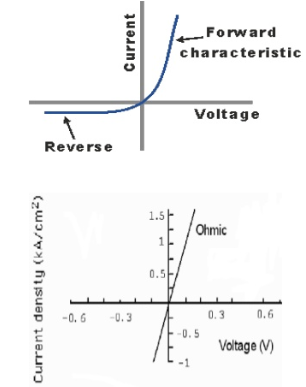 Current
Forward
characteristic
Voltage
Reverse
Current density (kA/cm²)
1.5
Ohmic
1
0.5
-0.6
-0.3
0.3
0.6
-0.5
Voltage (V)
-1